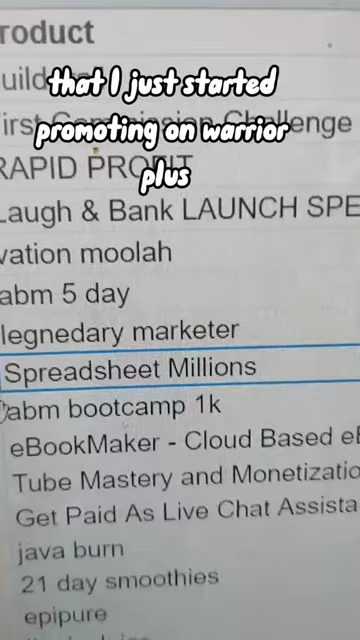 roduct
that I just started
promoting on warrior
plus
RAPID PROFIT
Laugh & Bank LAUNCH SPE
vation moolah
abm 5 day
legnedary marketer
Spreadsheet Millions
abm bootcamp 1k
eBookMaker - Cloud Based eB
Tube Mastery and Monetizatio
Get Paid As Live Chat Assista
java burn
21 day smoothies
epipure